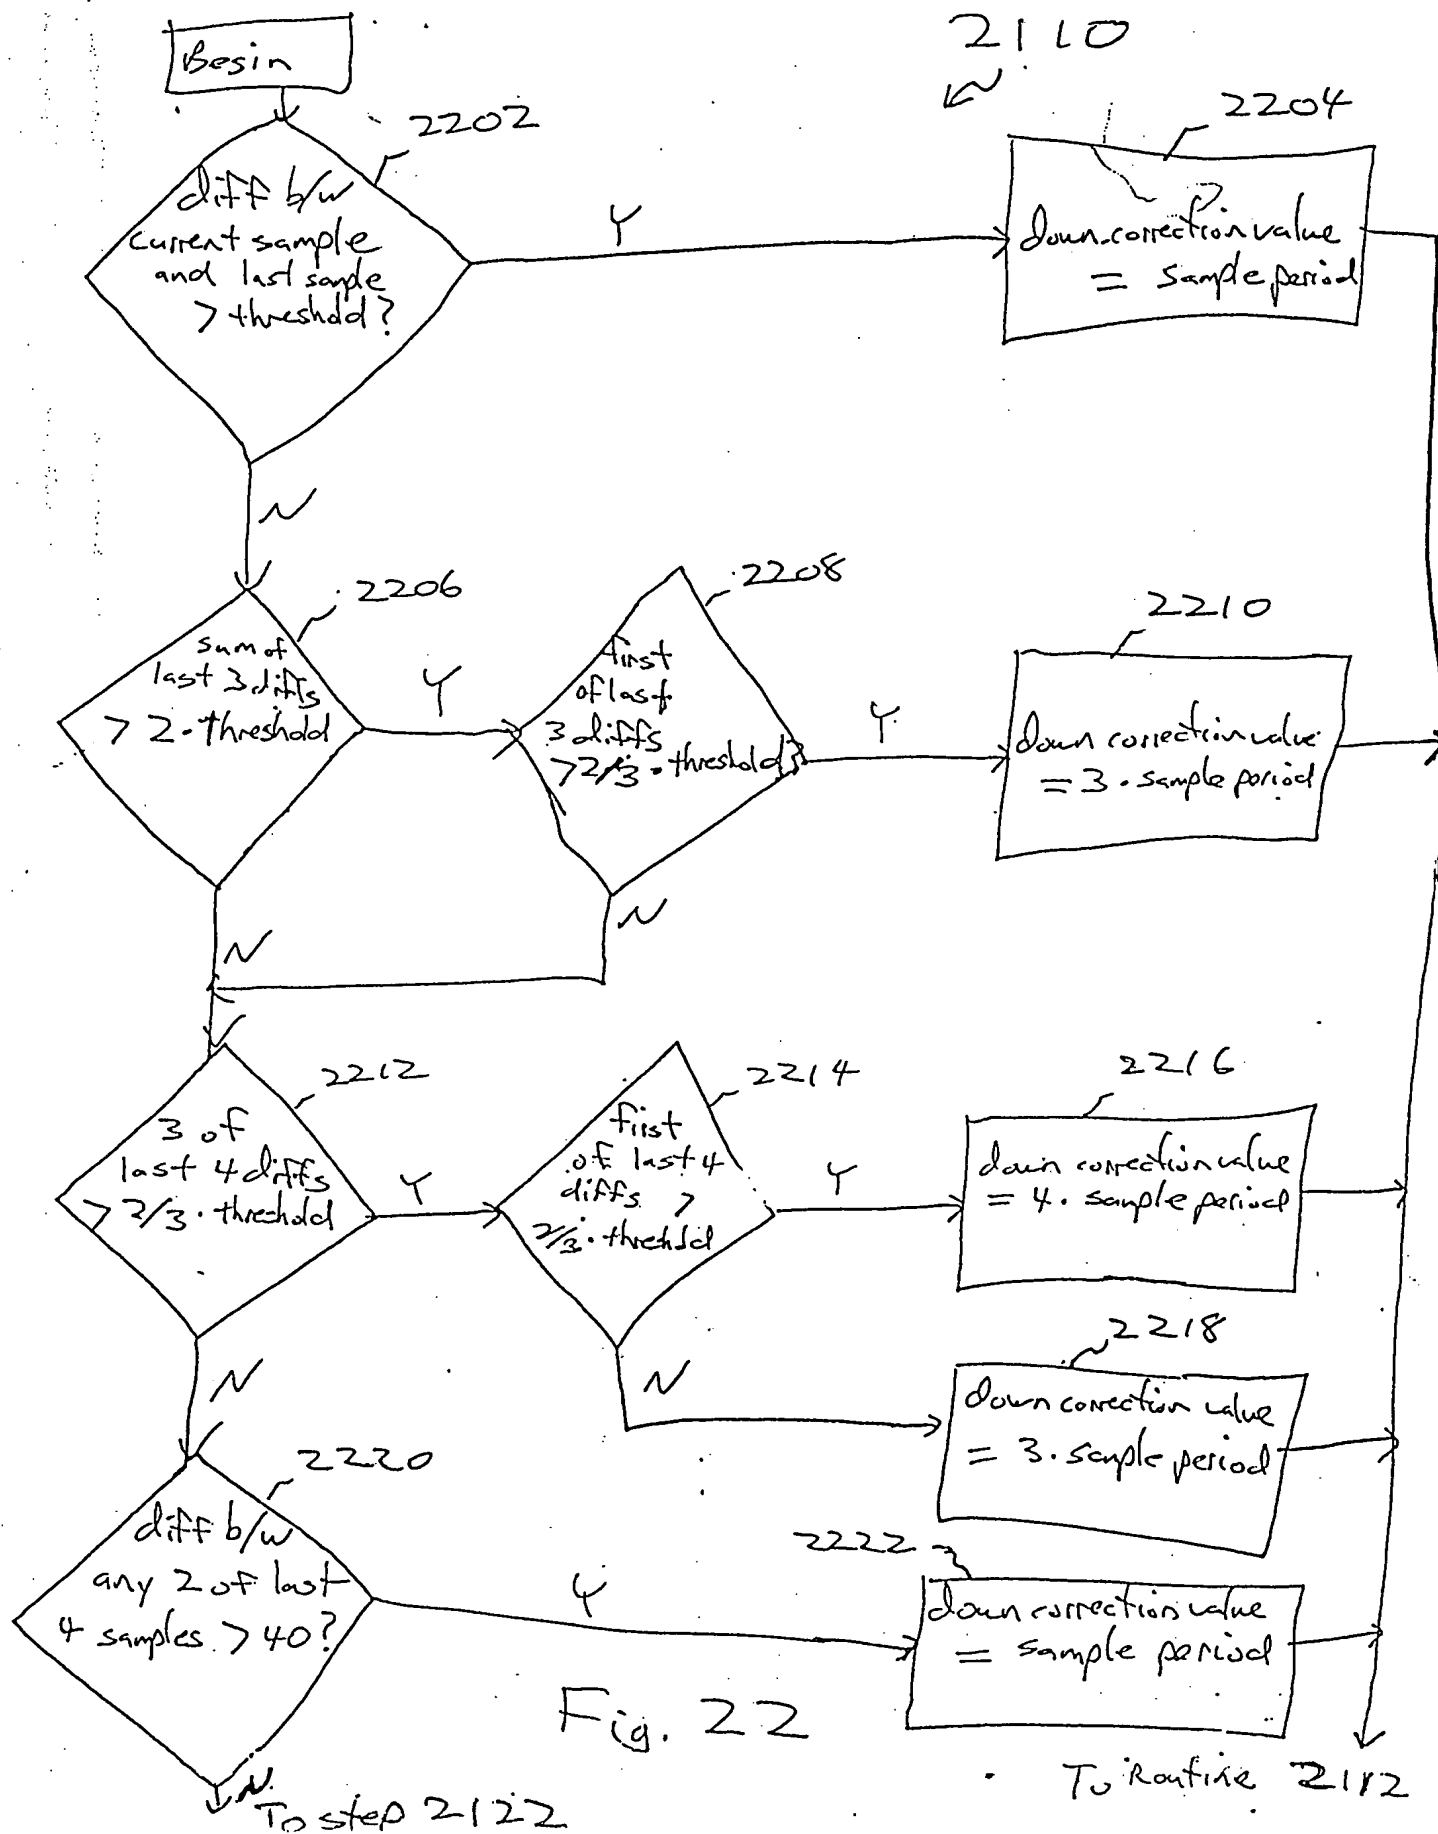 Begin
2110
2202
2204
diff b/w
current sample
and last sample
> threshold?
Y
down-correction value
= sample period
N
2206
2208
2210
sum of
last 3 diffs
> 2 · threshold
Y
first
of last
3 diffs
> 2/3 · threshold?
Y
down correction value
= 3 · sample period
N
N
2212
2214
2216
3 of
last 4 diffs
> 2/3 · threshold
Y
first
of last 4
diffs >
2/3 · threshold
Y
down correction value
= 4 · sample period
N
N
2218
down correction value
= 3 · sample period
2220
diff b/w
any 2 of last
4 samples > 40?
Y
2222
down correction value
= sample period
N
Fig. 22
To step 2122
To Routine 2112